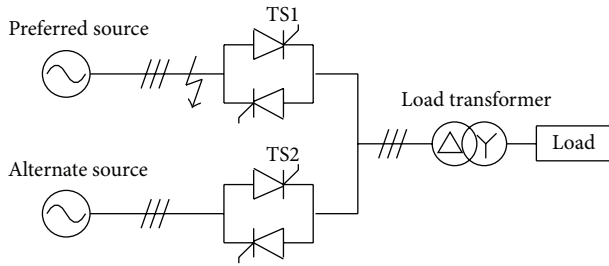 Preferred source
TS1
Load transformer
Load
Alternate source
TS2